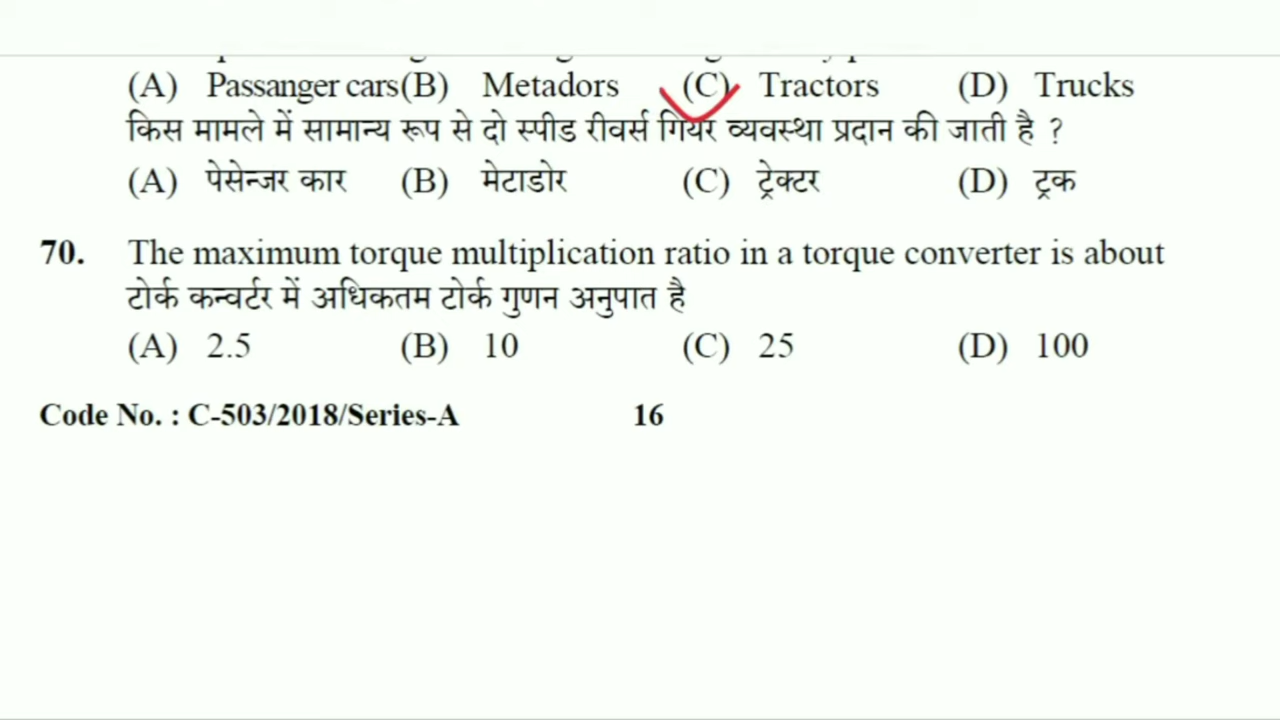 (A) Passanger cars (B) Metadors (C) Tractors (D) Trucks
किस मामले में सामान्य रूप से दो स्पीड रीवर्स गियर व्यवस्था प्रदान की जाती है ?
(A) पेसेन्जर कार (B) मेटाडोर (C) ट्रेक्टर (D) ट्रक
70. The maximum torque multiplication ratio in a torque converter is about
टोर्क कन्वर्टर में अधिकतम टोर्क गुणन अनुपात है
(A) 2.5 (B) 10 (C) 25 (D) 100
Code No. : C-503/2018/Series-A 16